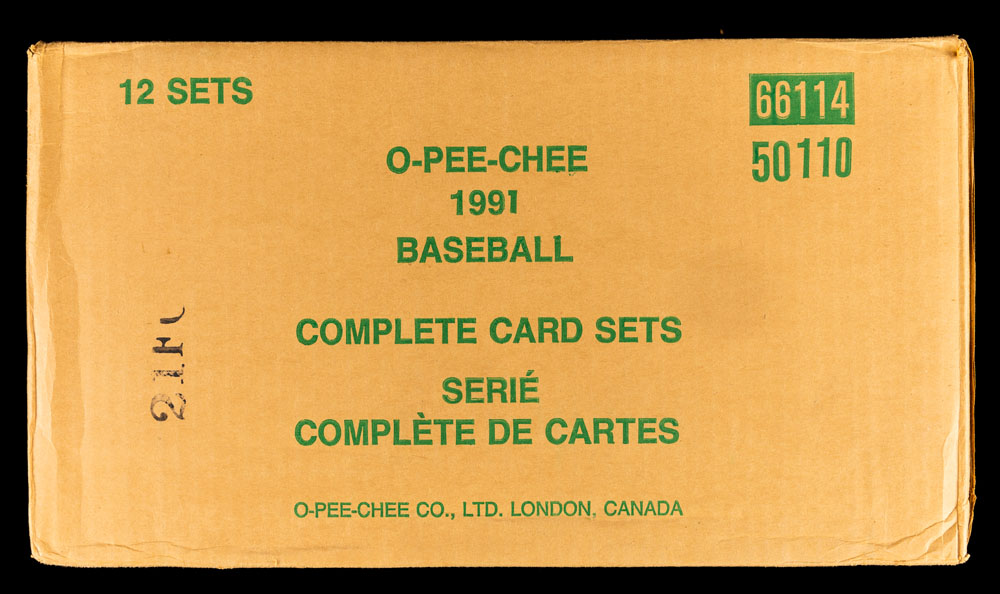 12 SETS
66114
50110
O-PEE-CHEE
1991
BASEBALL
COMPLETE CARD SETS
SERIÉ
COMPLÈTE DE CARTES
O-PEE-CHEE CO., LTD. LONDON, CANADA